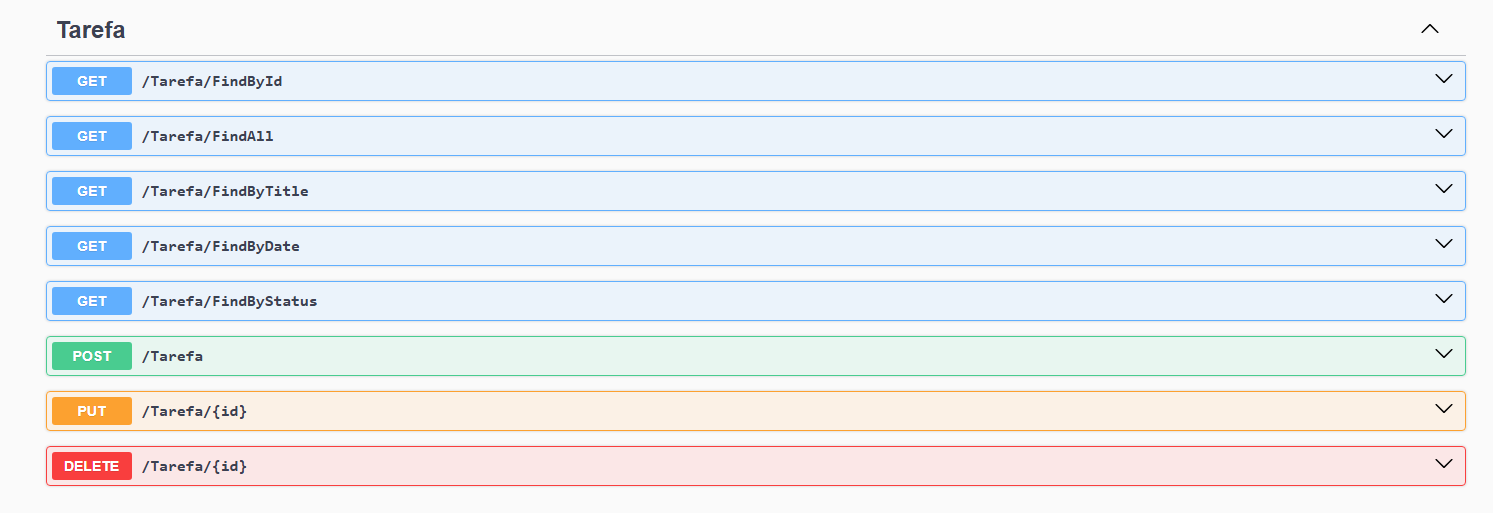 Tarefa
GET /Tarefa/FindById
GET /Tarefa/FindAll
GET /Tarefa/FindByTitle
GET /Tarefa/FindByDate
GET /Tarefa/FindByStatus
POST /Tarefa
PUT /Tarefa/{id}
DELETE /Tarefa/{id}